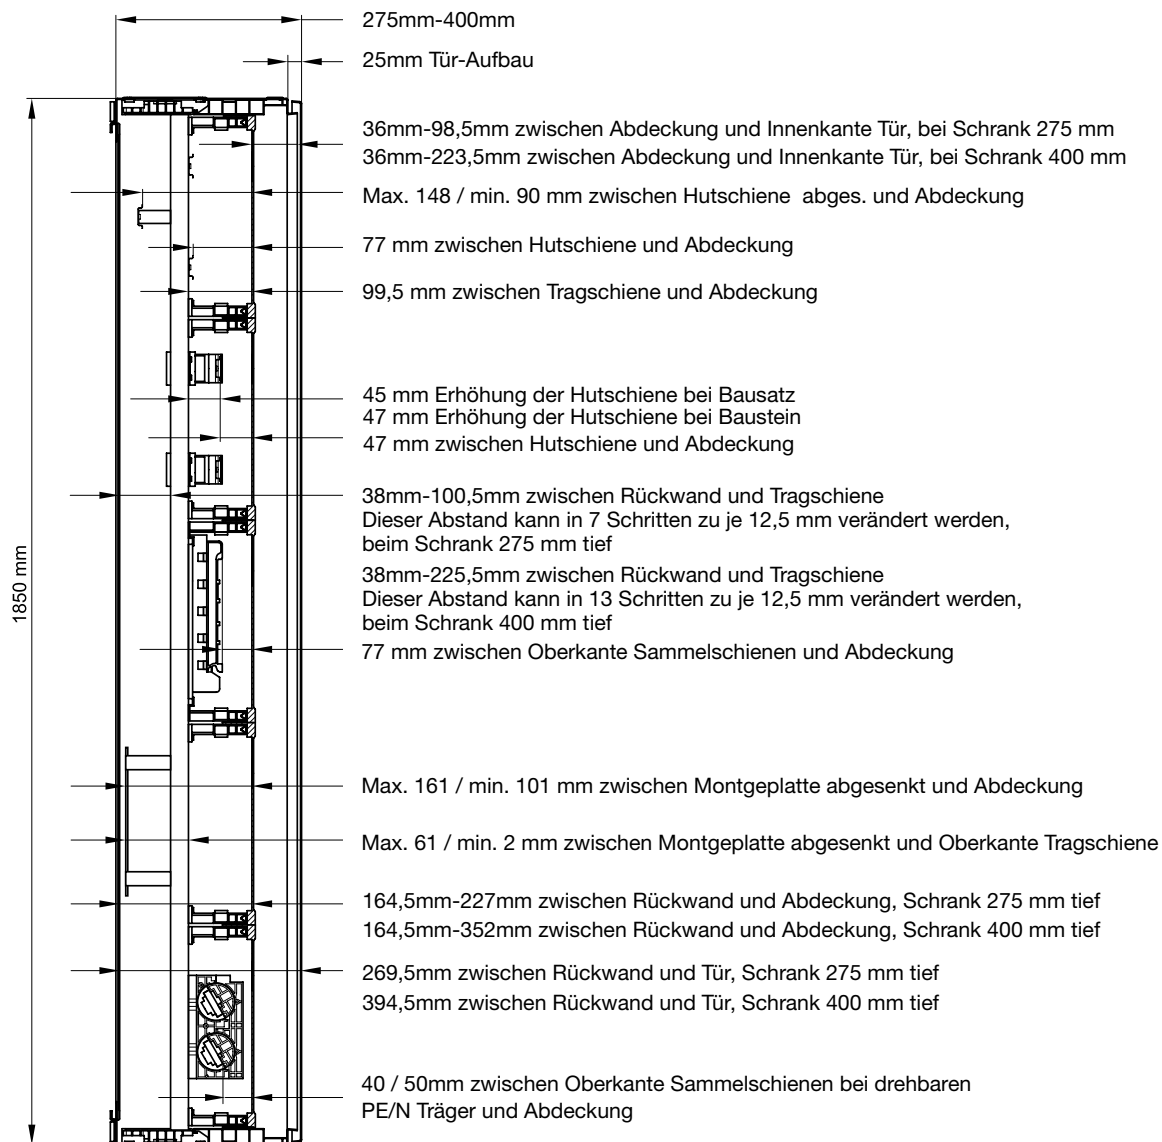 275mm-400mm
25mm Tür-Aufbau
36mm-98,5mm zwischen Abdeckung und Innenkante Tür, bei Schrank 275 mm
36mm-223,5mm zwischen Abdeckung und Innenkante Tür, bei Schrank 400 mm
Max. 148 / min. 90 mm zwischen Hutschiene abges. und Abdeckung
77 mm zwischen Hutschiene und Abdeckung
99,5 mm zwischen Tragschiene und Abdeckung
45 mm Erhöhung der Hutschiene bei Bausatz
47 mm Erhöhung der Hutschiene bei Baustein
47 mm zwischen Hutschiene und Abdeckung
38mm-100,5mm zwischen Rückwand und Tragschiene
Dieser Abstand kann in 7 Schritten zu je 12,5 mm verändert werden,
beim Schrank 275 mm tief
38mm-225,5mm zwischen Rückwand und Tragschiene
Dieser Abstand kann in 13 Schritten zu je 12,5 mm verändert werden,
beim Schrank 400 mm tief
1850 mm
77 mm zwischen Oberkante Sammelschienen und Abdeckung
Max. 161 / min. 101 mm zwischen Montgeplatte abgesenkt und Abdeckung
Max. 61 / min. 2 mm zwischen Montgeplatte abgesenkt und Oberkante Tragschiene
164,5mm-227mm zwischen Rückwand und Abdeckung, Schrank 275 mm tief
164,5mm-352mm zwischen Rückwand und Abdeckung, Schrank 400 mm tief
269,5mm zwischen Rückwand und Tür, Schrank 275 mm tief
394,5mm zwischen Rückwand und Tür, Schrank 400 mm tief
40 / 50mm zwischen Oberkante Sammelschienen bei drehbaren
PE/N Träger und Abdeckung